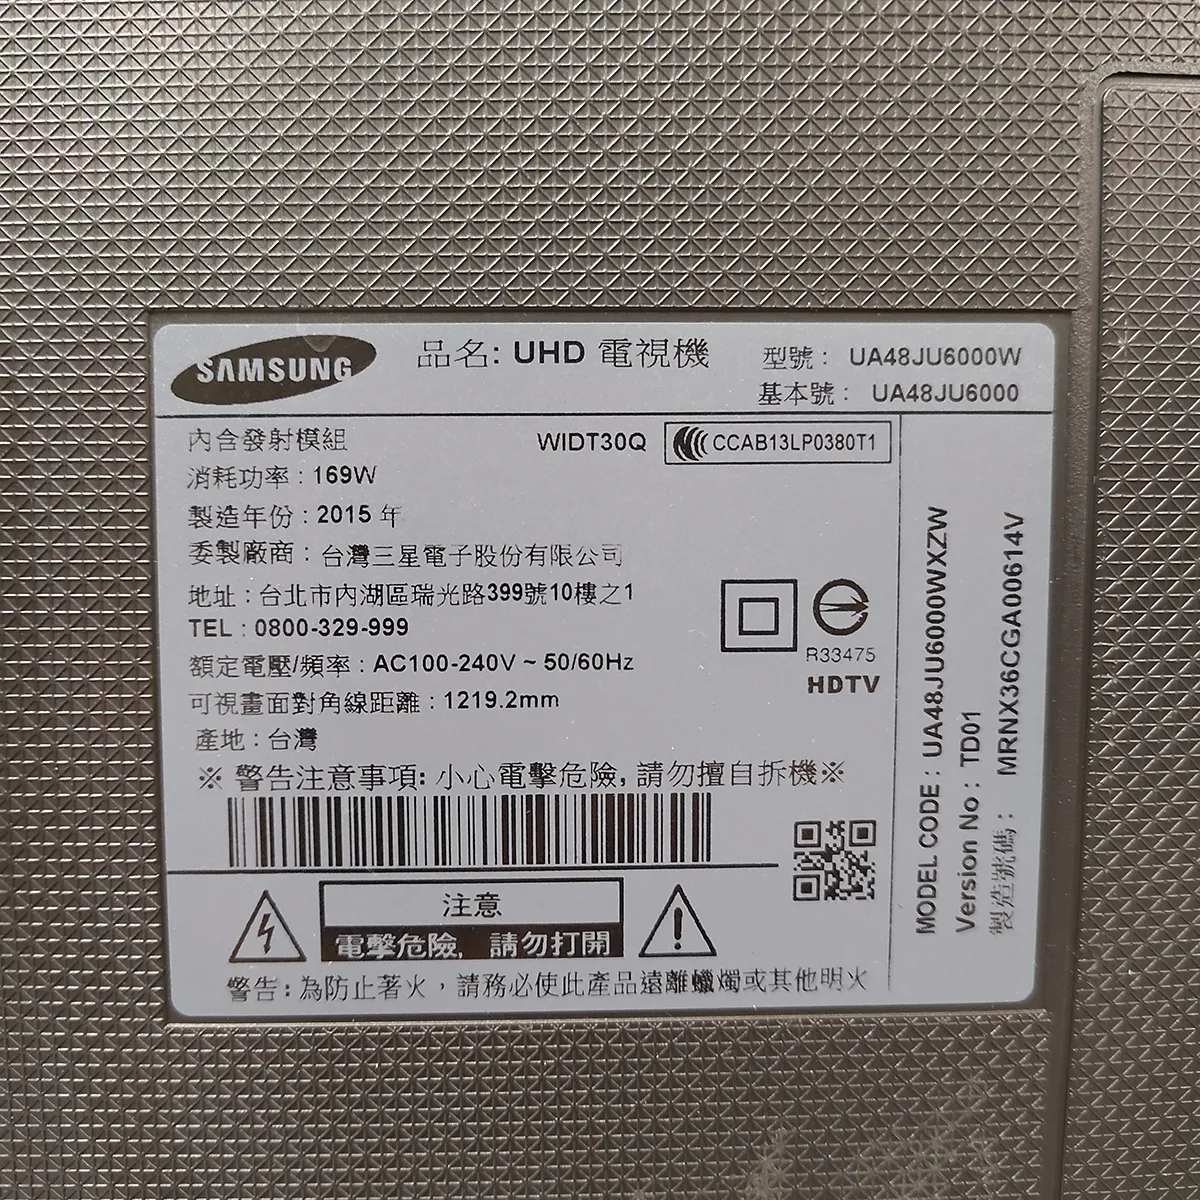 SAMSUNG
品名: UHD 電視機
型號： UA48JU6000W
基本號： UA48JU6000
內含發射模組 WIDT30Q CCAB13LP0380T1
消耗功率 : 169W
製造年份 : 2015 年
委製廠商 : 台灣三星電子股份有限公司
地址 : 台北市內湖區瑞光路399號10樓之1
TEL : 0800-329-999
額定電壓/頻率 : AC100-240V ~ 50/60Hz
可視畫面對角線距離 : 1219.2mm
產地 : 台灣
R33475
HDTV
※ 警告注意事項: 小心電擊危險, 請勿擅自拆機※
注意
電擊危險, 請勿打開
警告 : 為防止著火，請務必使此產品遠離蠟燭或其他明火
MODEL CODE : UA48JU6000WXZW
Version No : TD01
製造號碼： MRNX36CGA00614V